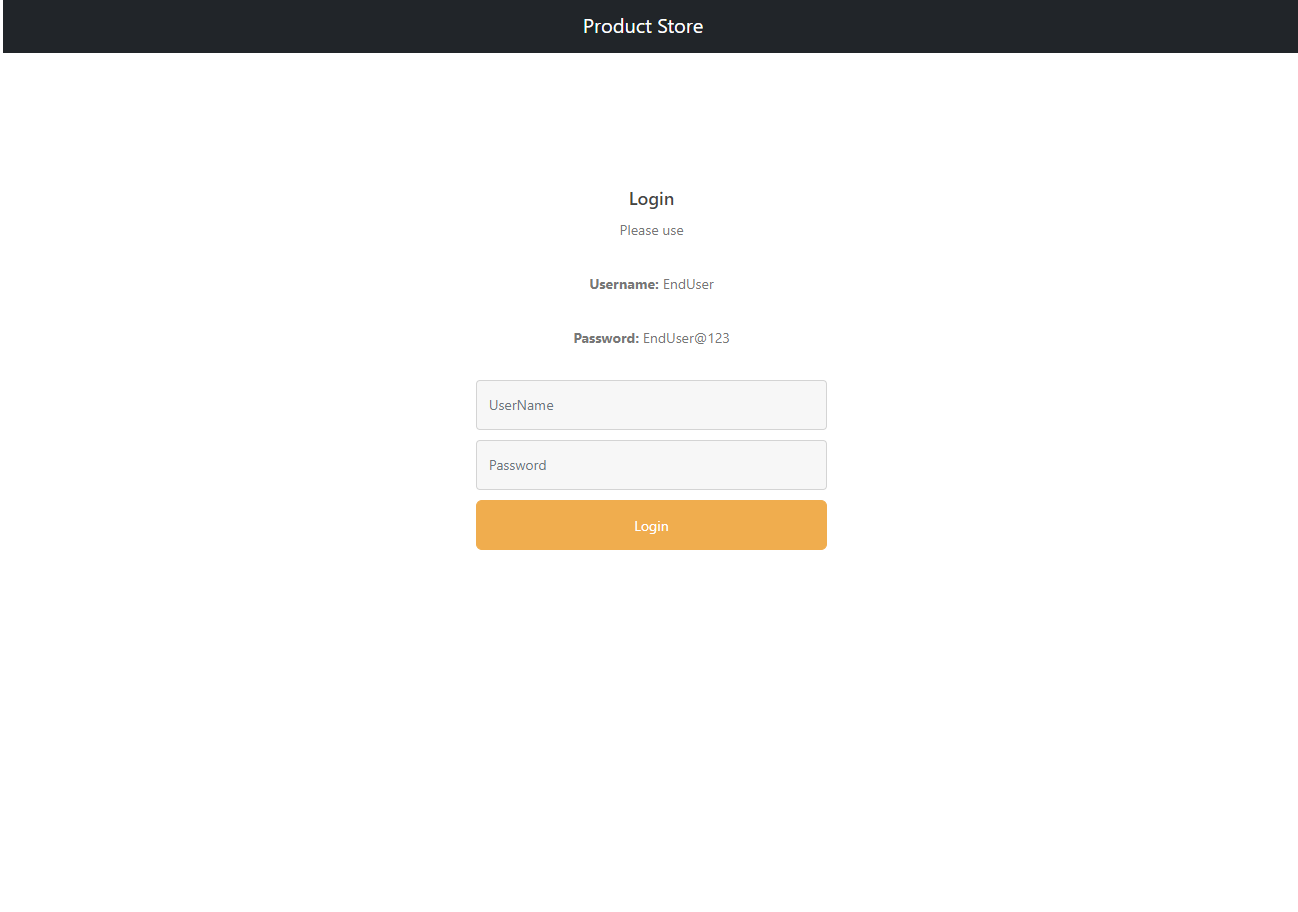 Product Store
Login
Please use
Username: EndUser
Password: EndUser@123
UserName
Password
Login